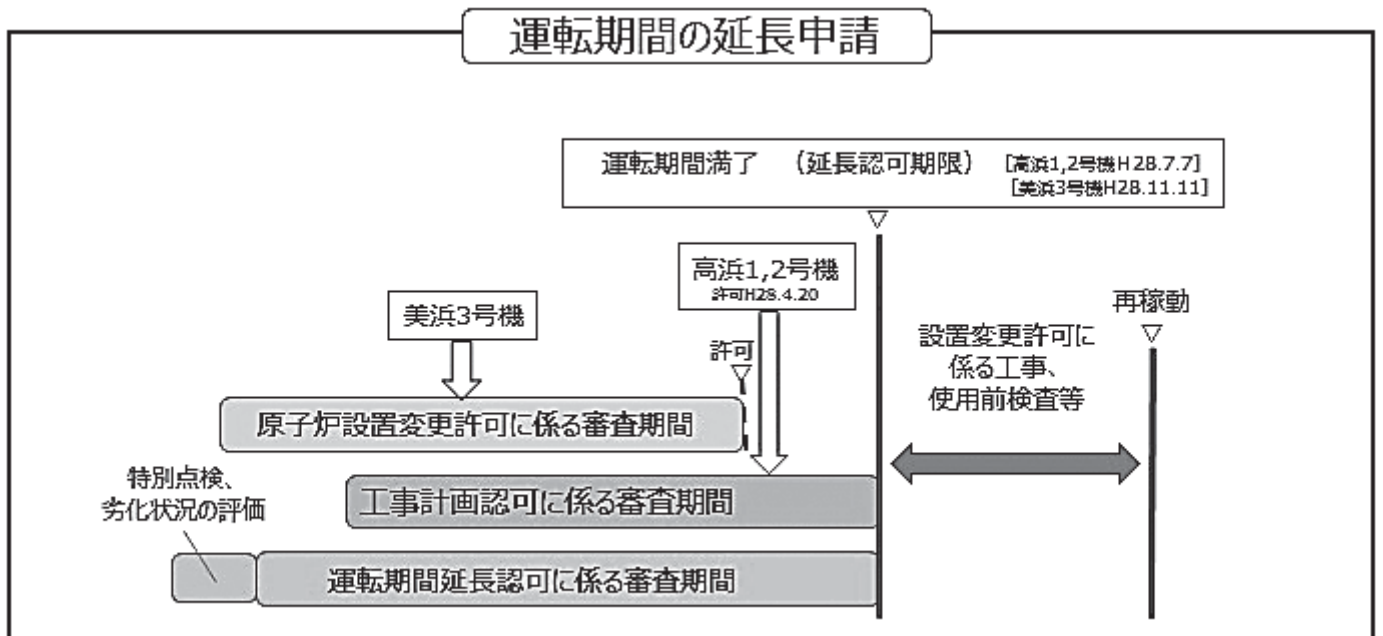 運転期間の延長申請
運転期間満了 （延長認可期限） [高浜1,2号機H28.7.7]
[美浜3号機H28.11.11]
高浜1,2号機
許可H28.4.20
美浜3号機
許可
再稼動
設置変更許可に
係る工事、
使用前検査等
原子炉設置変更許可に係る審査期間
特別点検、
劣化状況の評価
工事計画認可に係る審査期間
運転期間延長認可に係る審査期間